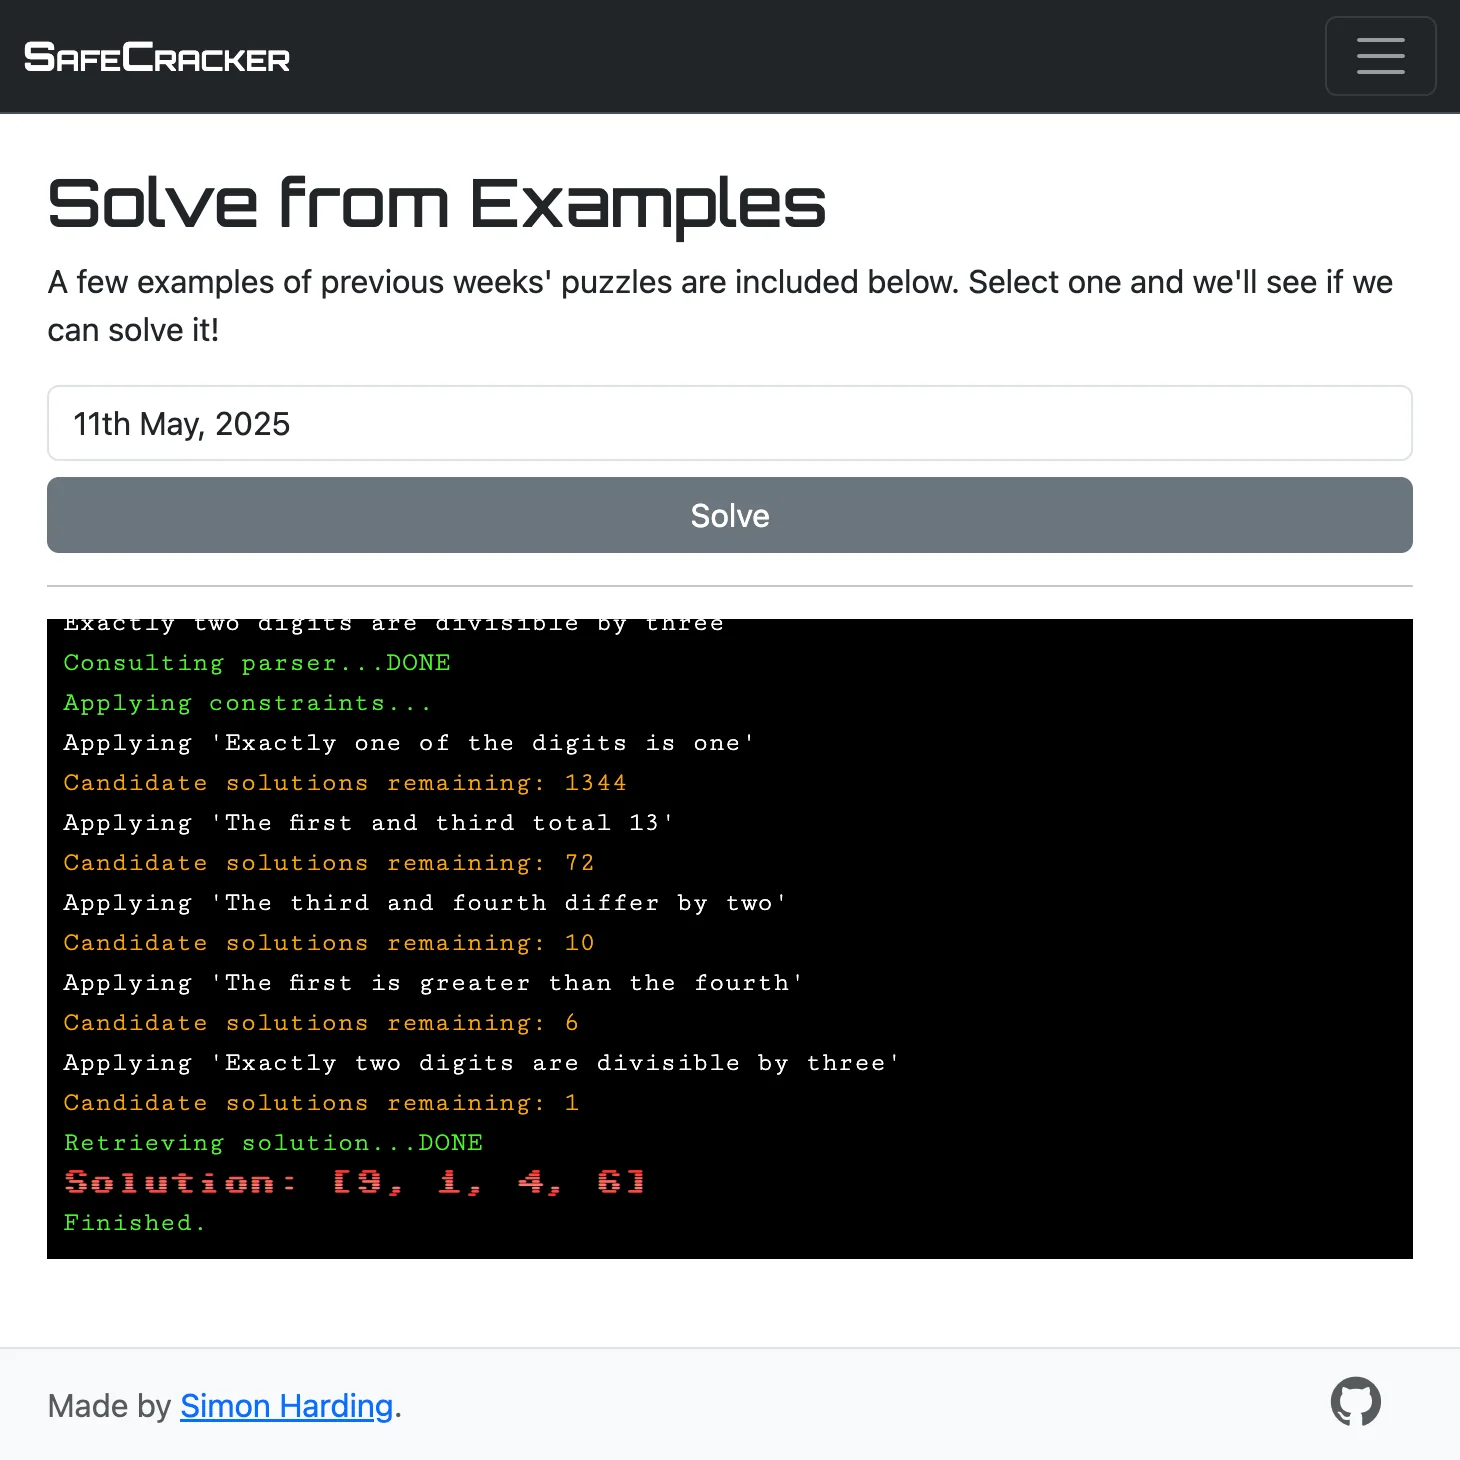 SafeCracker
Solve from Examples
A few examples of previous weeks' puzzles are included below. Select one and we'll see if we
can solve it!
11th May, 2025
Solve
Exactly two digits are divisible by three
Consulting parser...DONE
Applying constraints...
Applying 'Exactly one of the digits is one'
Candidate solutions remaining: 1344
Applying 'The first and third total 13'
Candidate solutions remaining: 72
Applying 'The third and fourth differ by two'
Candidate solutions remaining: 10
Applying 'The first is greater than the fourth'
Candidate solutions remaining: 6
Applying 'Exactly two digits are divisible by three'
Candidate solutions remaining: 1
Retrieving solution...DONE
Solution: [9, 1, 4, 6]
Finished.
Made by Simon Harding.